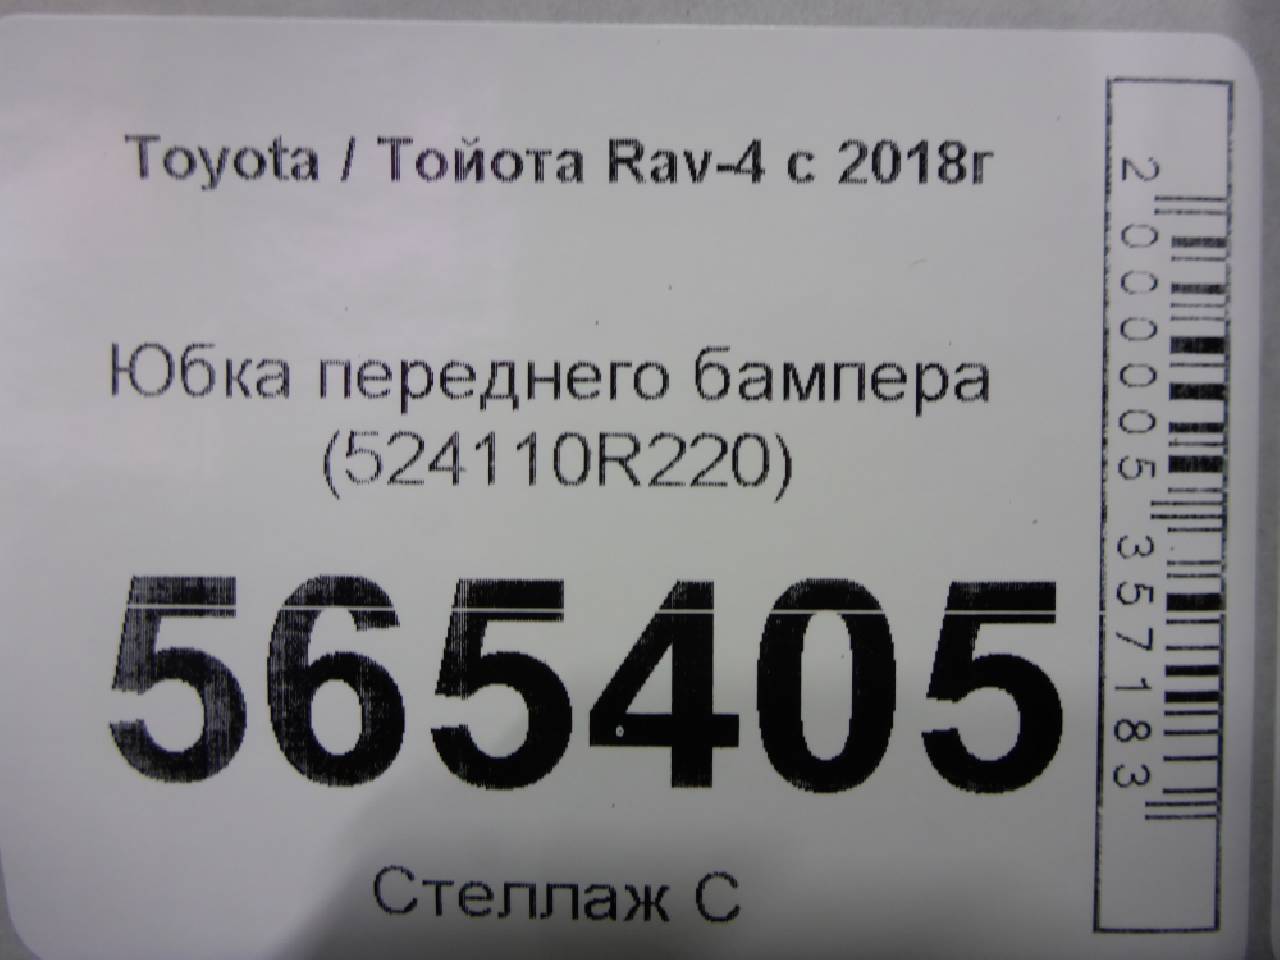 Toyota / Тойота Rav-4 с 2018г
Юбка переднего бампера
(524110R220)
565405
Стеллаж С
2000005357183